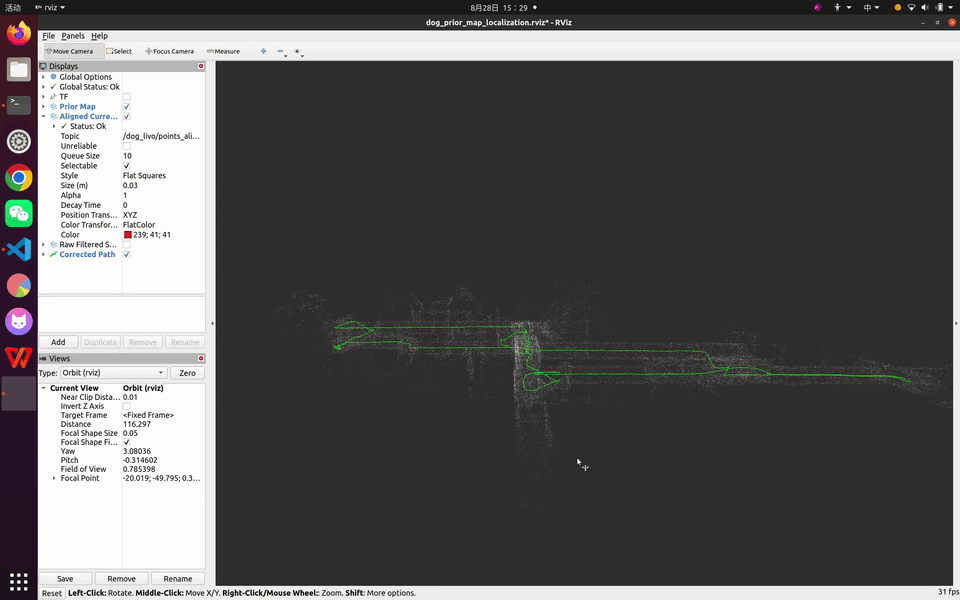 活动 rviz 8月28日 15：29 中
dog_prior_map_localization.rviz* - RViz
File Panels Help
Move Camera Select Focus Camera Measure
Displays
Global Options
Global Status: Ok
TF
Prior Map
Aligned Curre...
Status: Ok
Topic /dog_livo/points_ali...
Unreliable
Queue Size 10
Selectable
Style Flat Squares
Size (m) 0.03
Alpha 1
Decay Time 0
Position Trans... XYZ
Color Transfor... FlatColor
Color 239; 41; 41
Raw Filtered S...
Corrected Path
Add Duplicate Remove Rename
Views
Type: Orbit (rviz) Zero
Current View Orbit (rviz)
Near Clip Dista... 0.01
Invert Z Axis
Target Frame <Fixed Frame>
Distance 116.297
Focal Shape Size 0.05
Focal Shape Fi...
Yaw 3.08036
Pitch -0.314602
Field of View 0.785398
Focal Point -20.019; -49.795; 0.3...
Save Remove Rename
Reset Left-Click: Rotate. Middle-Click: Move X/Y. Right-Click/Mouse Wheel:: Zoom. Shift: More options. 31 fps